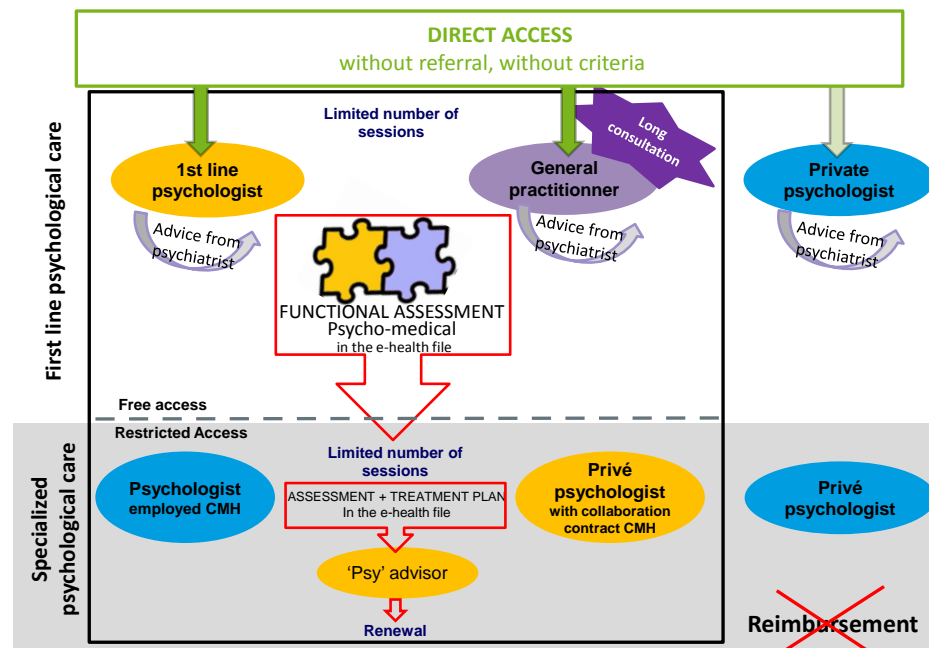 DIRECT ACCESS
without referral, without criteria
First line psychological care
Limited number of
sessions
Long
consultation
1st line
psychologist
General
practitionner
Private
psychologist
Advice from
psychiatrist
Advice from
psychiatrist
Advice from
psychiatrist
FUNCTIONAL ASSESSMENT
Psycho-medical
in the e-health file
Free access
Restricted Access
Specialized
psychological care
Limited number of
sessions
Psychologist
employed CMH
ASSESSMENT + TREATMENT PLAN
In the e-health file
Privé
psychologist
with collaboration
contract CMH
Privé
psychologist
'Psy' advisor
Renewal
Reimbursement